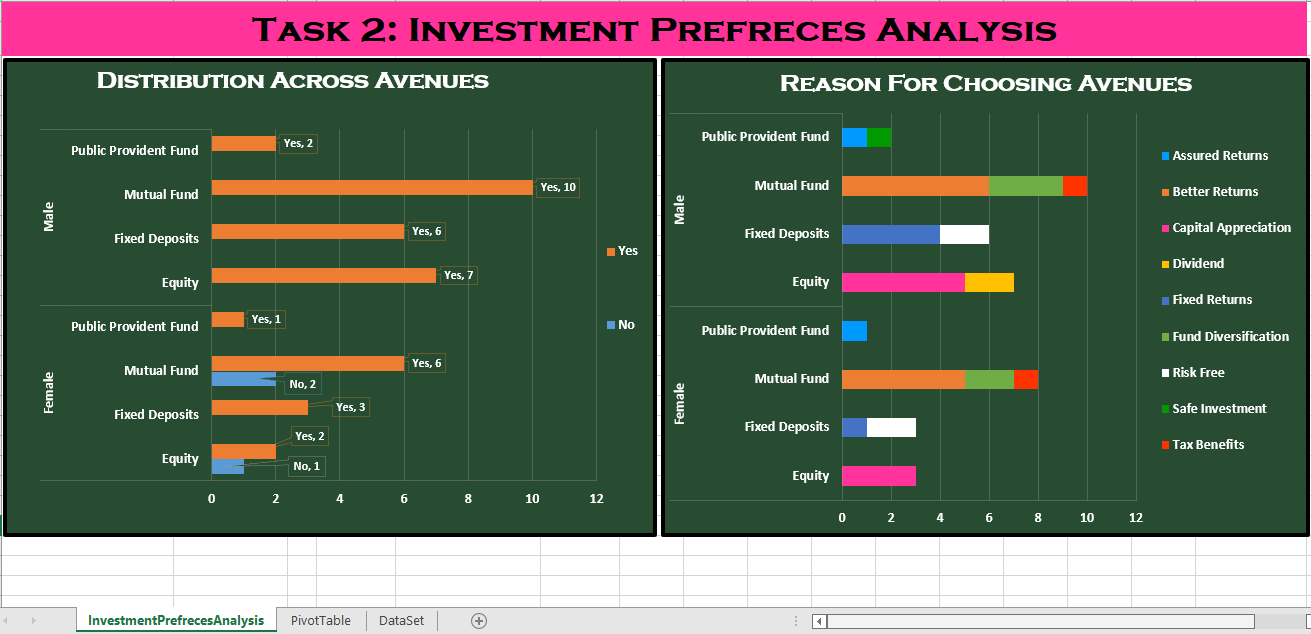 TASK 2: INVESTMENT PREFRECES ANALYSIS
DISTRIBUTION ACROSS AVENUES
Male
Public Provident Fund
Yes, 2
Mutual Fund
Yes, 10
Fixed Deposits
Yes, 6
Equity
Yes, 7
Female
Public Provident Fund
Yes, 1
Mutual Fund
Yes, 6
No, 2
Fixed Deposits
Yes, 3
Equity
Yes, 2
No, 1
0 2 4 6 8 10 12
Yes
No
REASON FOR CHOOSING AVENUES
Male
Public Provident Fund
Mutual Fund
Fixed Deposits
Equity
Female
Public Provident Fund
Mutual Fund
Fixed Deposits
Equity
0 2 4 6 8 10 12
Assured Returns
Better Returns
Capital Appreciation
Dividend
Fixed Returns
Fund Diversification
Risk Free
Safe Investment
Tax Benefits
InvestmentPrefrecesAnalysis PivotTable DataSet